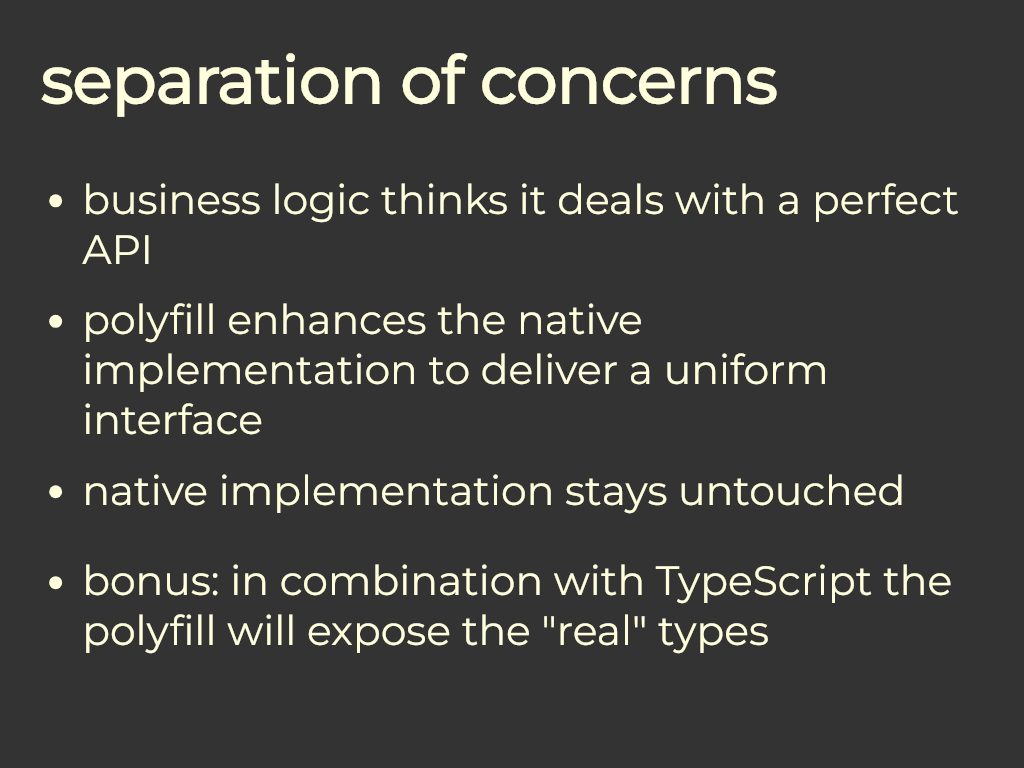 separation of concerns
• business logic thinks it deals with a perfect
API
• polyfill enhances the native
implementation to deliver a uniform
interface
• native implementation stays untouched
• bonus: in combination with TypeScript the
polyfill will expose the "real" types